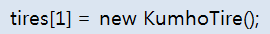 tires[1] = new KumhoTire();